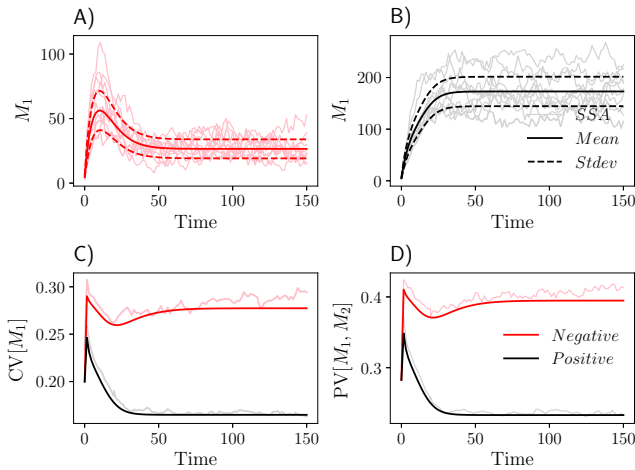 A)
M₁
100
50
0
0
50
100
150
Time
B)
M₁
200
100
0
0
50
100
150
Time
SSA
Mean
Stdev
C)
CV[M₁]
0.30
0.25
0.20
0
50
100
150
Time
D)
PV[M₁, M₂]
0.4
0.3
0
50
100
150
Time
Negative
Positive